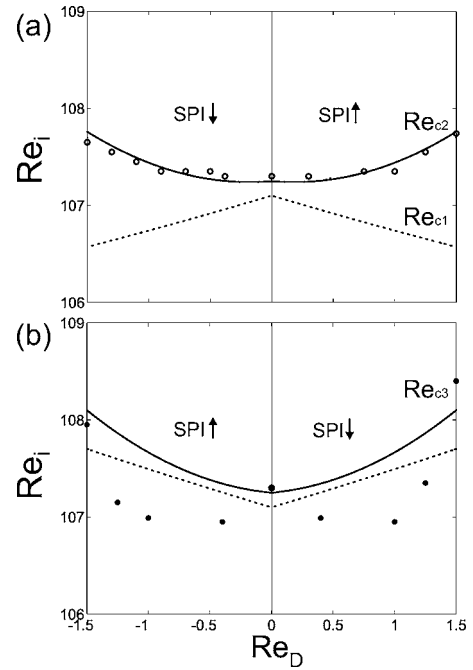 (a)
109
108
107
106
Re_i
SPI↓
SPI↑
Re_c2
Re_c1
(b)
109
108
107
106
Re_i
SPI↑
SPI↓
Re_c3
-1.5
-1
-0.5
0
0.5
1
1.5
Re_D